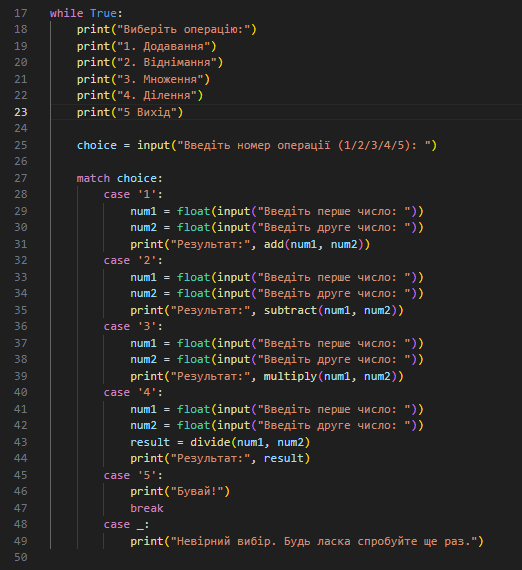 17 while True:
18 print("Виберіть операцію:")
19 print("1. Додавання")
20 print("2. Віднімання")
21 print("3. Множення")
22 print("4. Ділення")
23 print("5 Вихід")
24
25 choice = input("Введіть номер операції (1/2/3/4/5): ")
26
27 match choice:
28 case '1':
29 num1 = float(input("Введіть перше число: "))
30 num2 = float(input("Введіть друге число: "))
31 print("Результат:", add(num1, num2))
32 case '2':
33 num1 = float(input("Введіть перше число: "))
34 num2 = float(input("Введіть друге число: "))
35 print("Результат:", subtract(num1, num2))
36 case '3':
37 num1 = float(input("Введіть перше число: "))
38 num2 = float(input("Введіть друге число: "))
39 print("Результат:", multiply(num1, num2))
40 case '4':
41 num1 = float(input("Введіть перше число: "))
42 num2 = float(input("Введіть друге число: "))
43 result = divide(num1, num2)
44 print("Результат:", result)
45 case '5':
46 print("Бувай!")
47 break
48 case _:
49 print("Невірний вибір. Будь ласка спробуйте ще раз.")
50